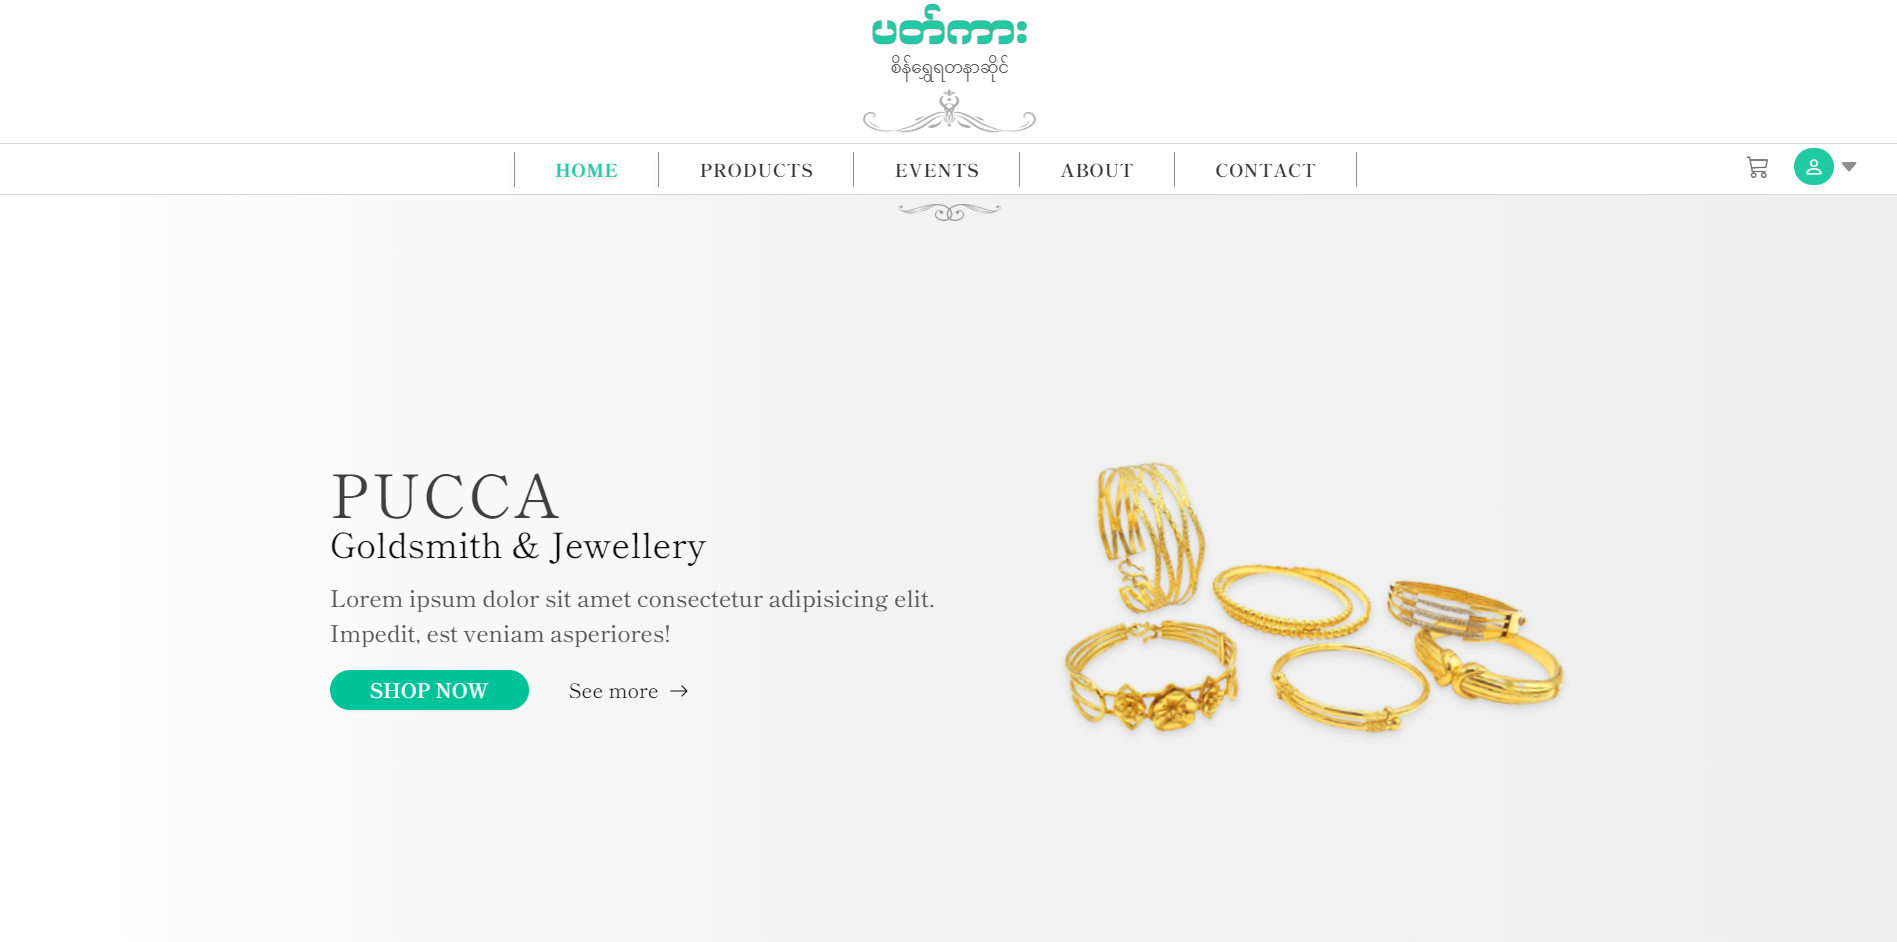 ပတ်ကား
စိန်ရွှေရတနာဆိုင်
HOME PRODUCTS EVENTS ABOUT CONTACT
PUCCA
Goldsmith & Jewellery
Lorem ipsum dolor sit amet consectetur adipisicing elit.
Impedit, est veniam asperiores!
SHOP NOW See more →